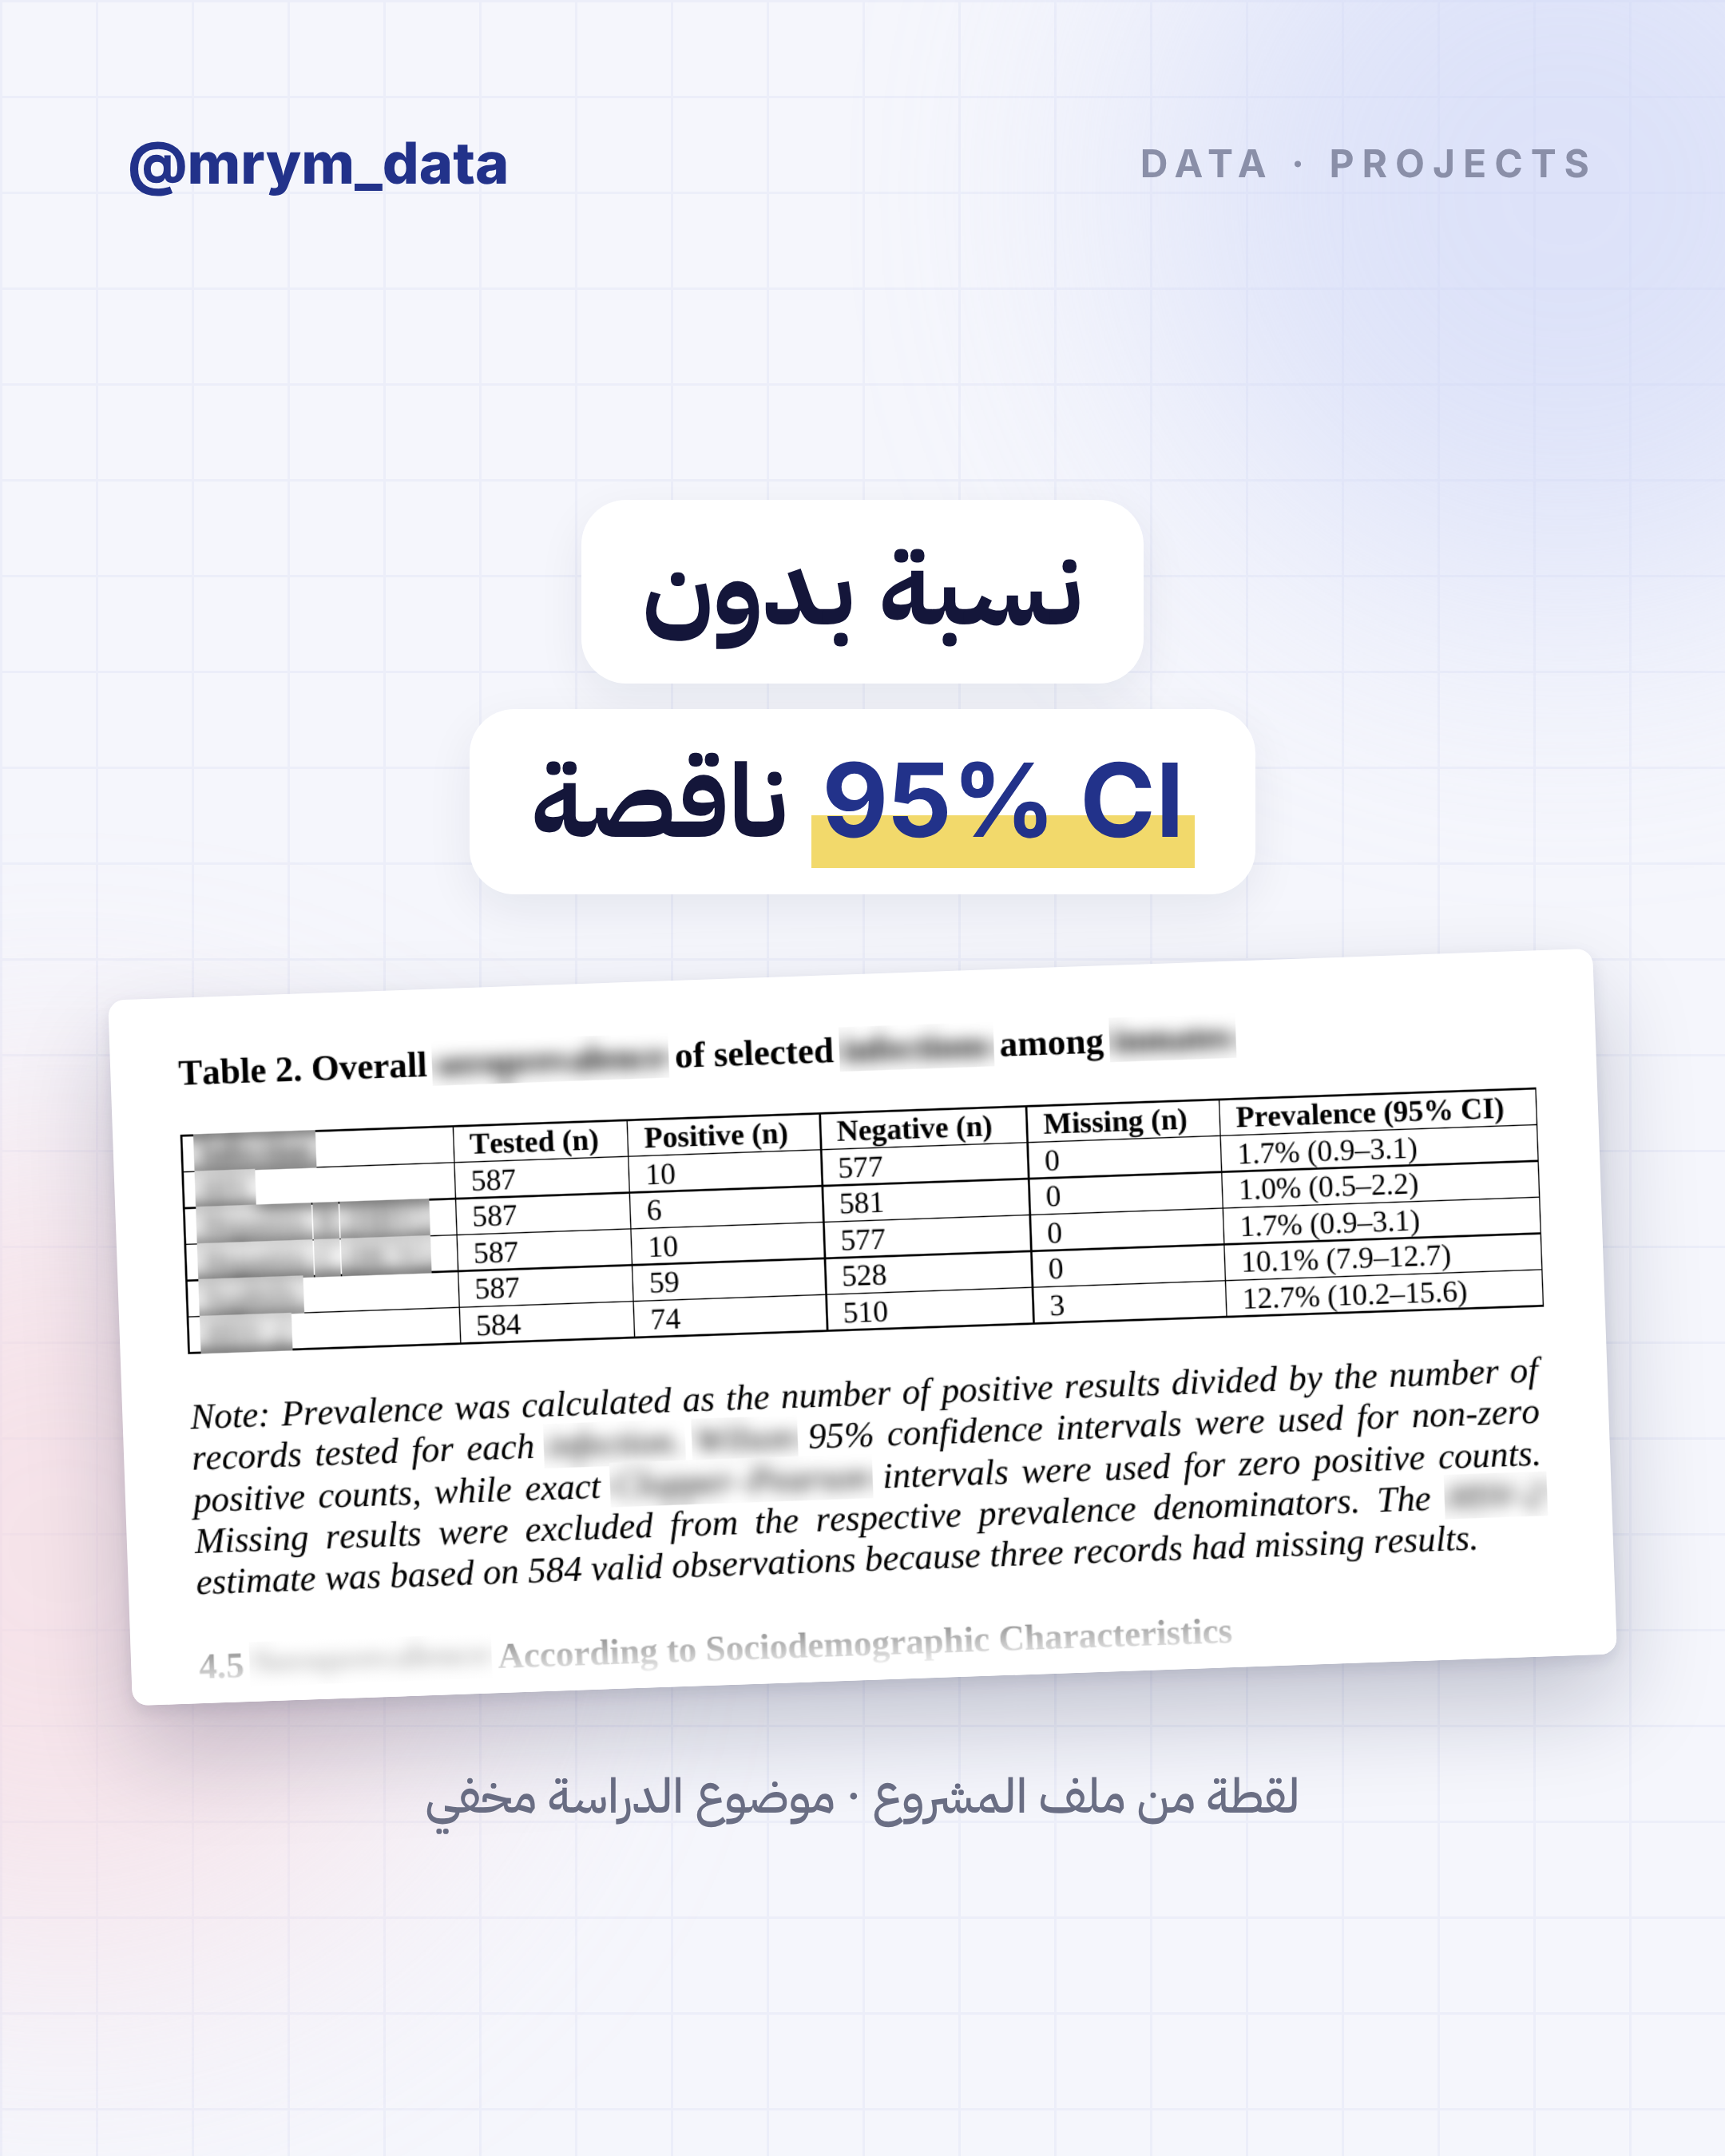 @mrym_data
DATA · PROJECTS
نسبة بدون
95% CI ناقصة
Table 2. Overall of selected among
Tested (n) Positive (n) Negative (n) Missing (n) Prevalence (95% CI)
587 10 577 0 1.7% (0.9–3.1)
587 6 581 0 1.0% (0.5–2.2)
587 10 577 0 1.7% (0.9–3.1)
587 59 528 0 10.1% (7.9–12.7)
584 74 510 3 12.7% (10.2–15.6)
Note: Prevalence was calculated as the number of positive results divided by the number of
records tested for each 95% confidence intervals were used for non-zero
positive counts, while exact intervals were used for zero positive counts.
Missing results were excluded from the respective prevalence denominators. The
estimate was based on 584 valid observations because three records had missing results.
4.5 According to Sociodemographic Characteristics
لقطة من ملف المشروع · موضوع الدراسة مخفي